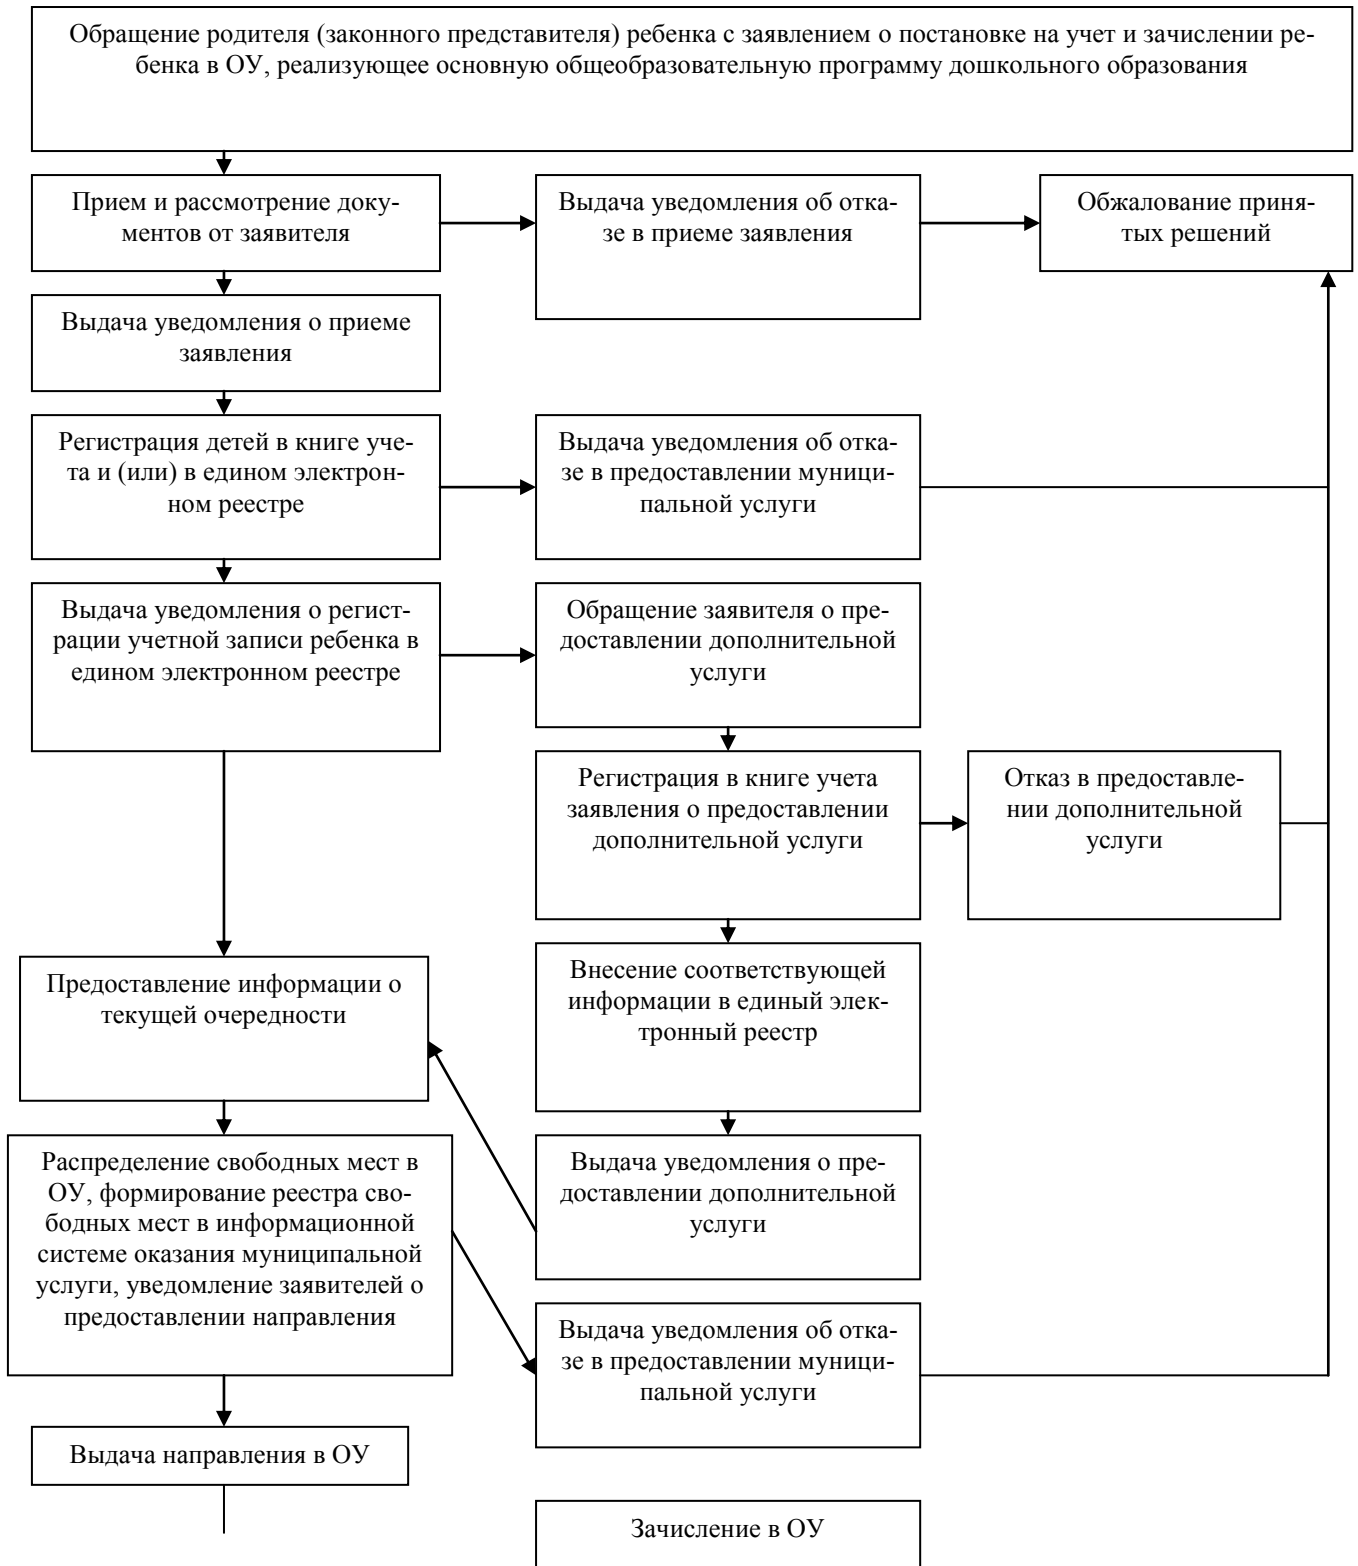 Обращение родителя (законного представителя) ребенка с заявлением о постановке на учет и зачислении ре-
бенка в ОУ, реализующее основную общеобразовательную программу дошкольного образования
Прием и рассмотрение доку-
ментов от заявителя
Выдача уведомления об отка-
зе в приеме заявления
Обжалование приня-
тых решений
Выдача уведомления о приеме
заявления
Регистрация детей в книге уче-
та и (или) в едином электрон-
ном реестре
Выдача уведомления об отка-
зе в предоставлении муници-
пальной услуги
Выдача уведомления о регист-
рации учетной записи ребенка в
едином электронном реестре
Обращение заявителя о пре-
доставлении дополнительной
услуги
Регистрация в книге учета
заявления о предоставлении
дополнительной услуги
Отказ в предоставле-
нии дополнительной
услуги
Предоставление информации о
текущей очередности
Внесение соответствующей
информации в единый элек-
тронный реестр
Распределение свободных мест в
ОУ, формирование реестра сво-
бодных мест в информационной
системе оказания муниципальной
услуги, уведомление заявителей о
предоставлении направления
Выдача уведомления о пре-
доставлении дополнительной
услуги
Выдача уведомления об отка-
зе в предоставлении муници-
пальной услуги
Выдача направления в ОУ
Зачисление в ОУ